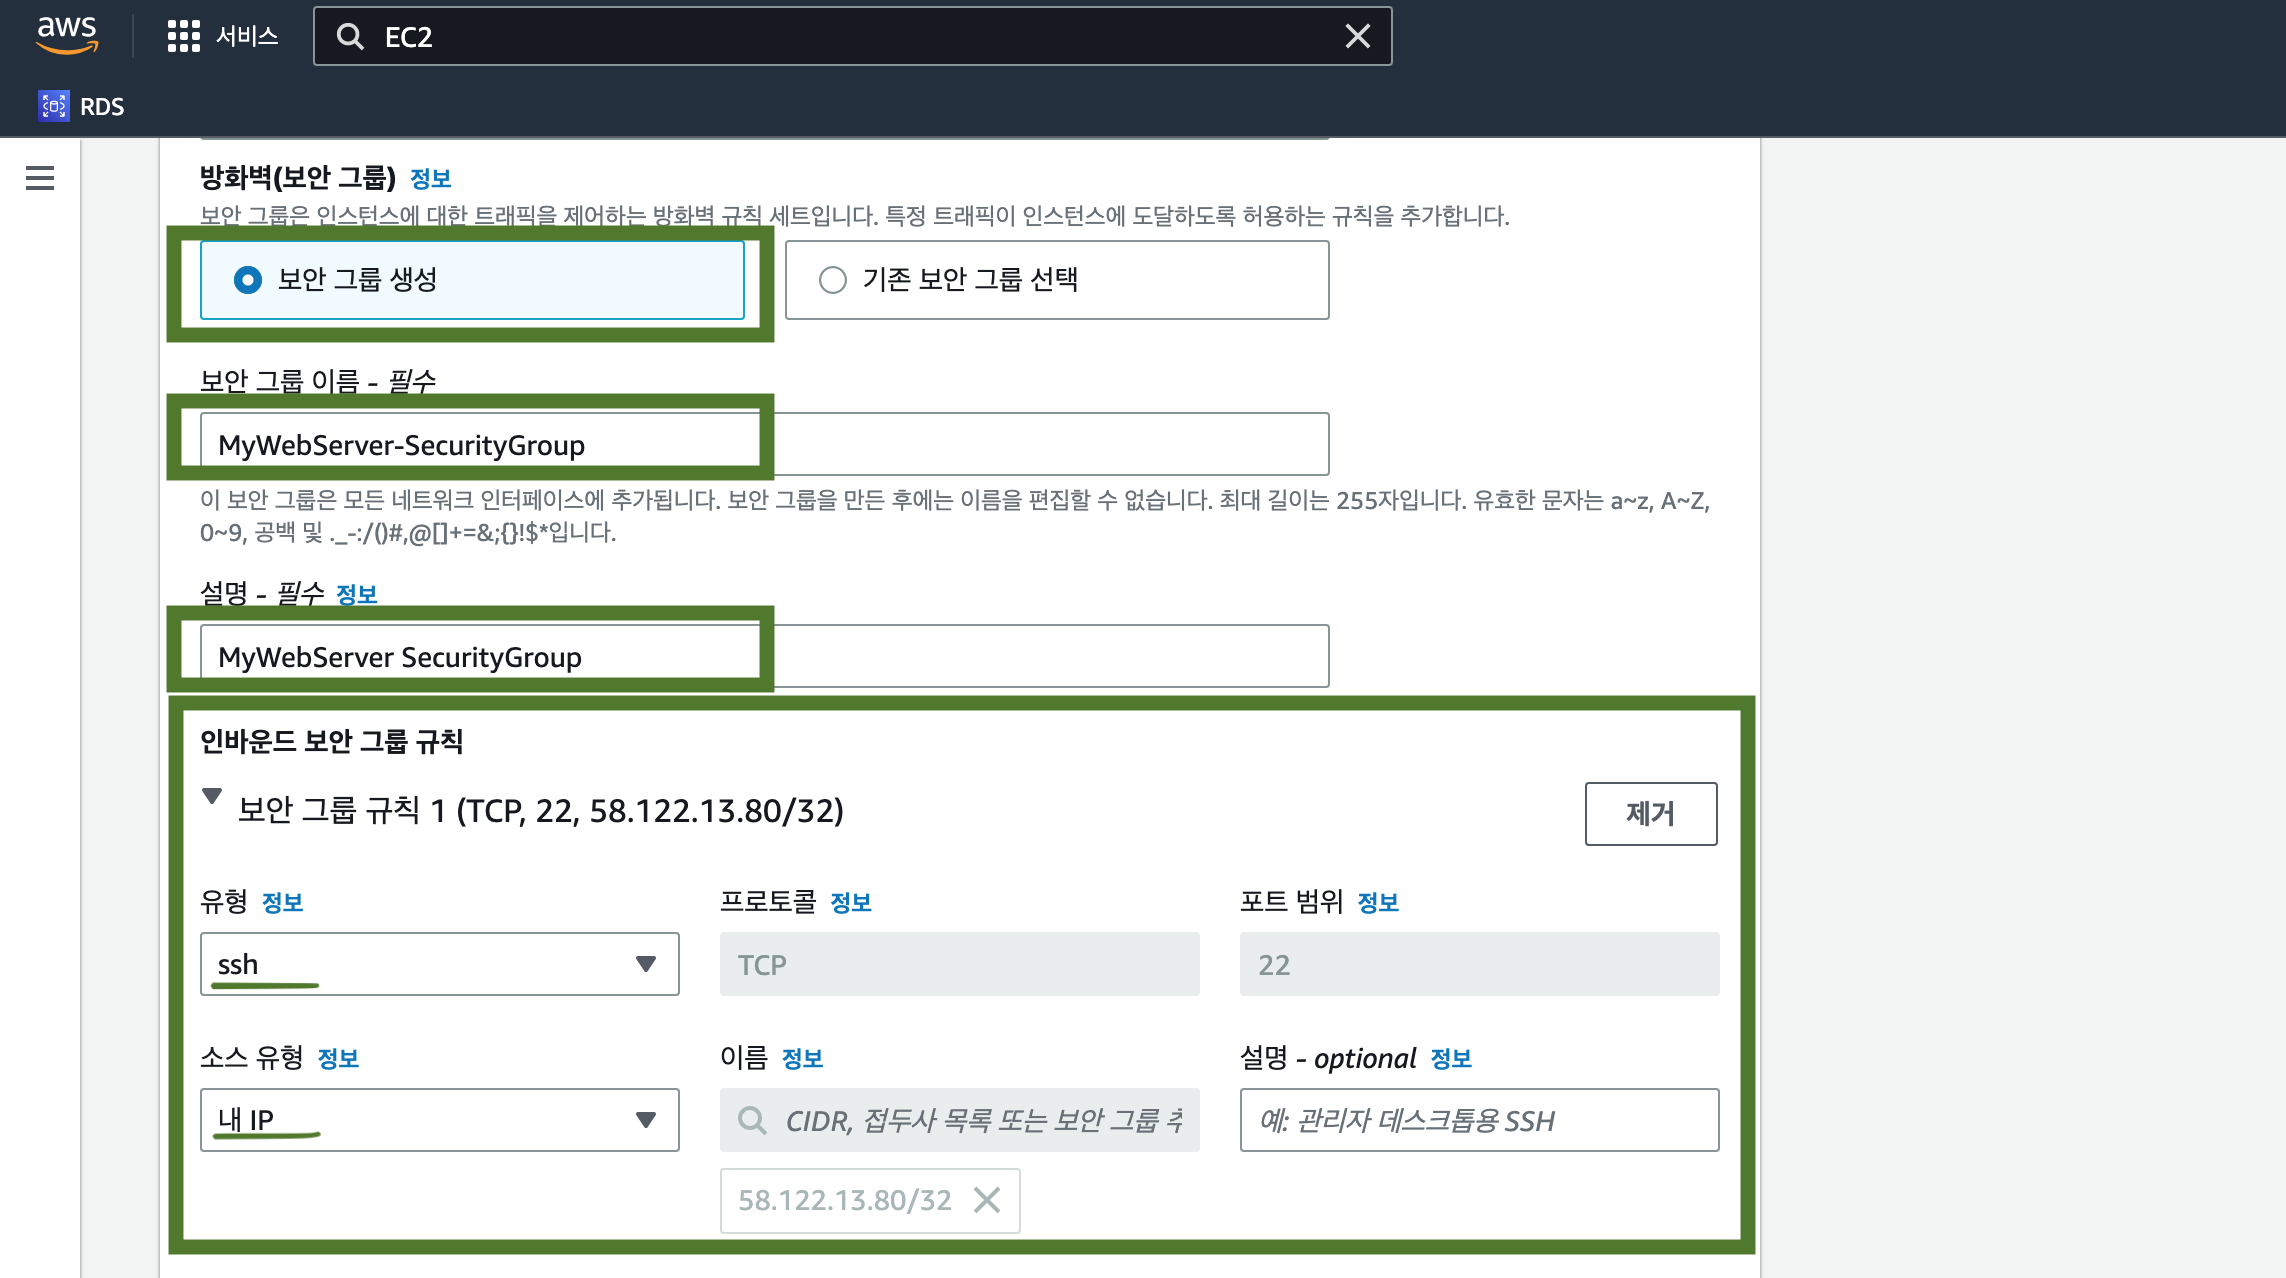 aws
서비스
EC2
RDS
방화벽(보안 그룹) 정보
보안 그룹은 인스턴스에 대한 트래픽을 제어하는 방화벽 규칙 세트입니다. 특정 트래픽이 인스턴스에 도달하도록 허용하는 규칙을 추가합니다.
보안 그룹 생성
기존 보안 그룹 선택
보안 그룹 이름 - 필수
MyWebServer-SecurityGroup
이 보안 그룹은 모든 네트워크 인터페이스에 추가됩니다. 보안 그룹을 만든 후에는 이름을 편집할 수 없습니다. 최대 길이는 255자입니다. 유효한 문자는 a~z, A~Z,
0~9, 공백 및 ._-:/()#,@[]+=&;{}!$*입니다.
설명 - 필수 정보
MyWebServer SecurityGroup
인바운드 보안 그룹 규칙
보안 그룹 규칙 1 (TCP, 22, 58.122.13.80/32)
제거
유형 정보
프로토콜 정보
포트 범위 정보
ssh
TCP
22
소스 유형 정보
이름 정보
설명 - optional 정보
내 IP
CIDR, 접두사 목록 또는 보안 그룹
예: 관리자 데스크톱용 SSH
58.122.13.80/32